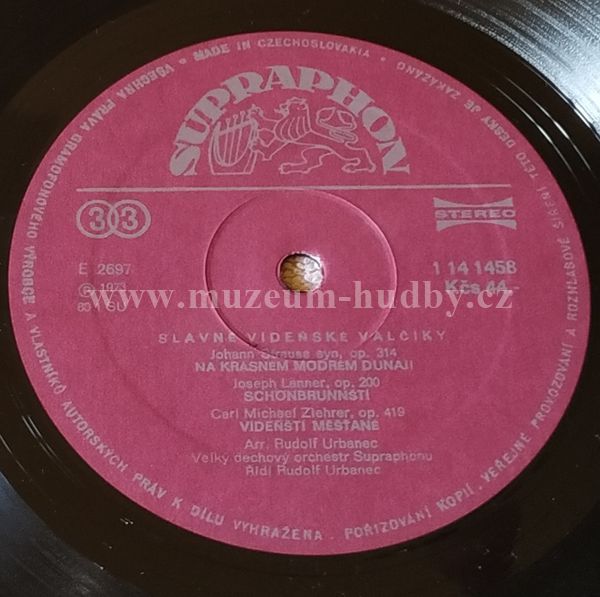 VŠECHNA PRÁVA GRAMOFONOVÉHO VÝROBCE A VLASTNÍKŮ AUTORSKÝCH PRÁV K DÍLU VYHRAŽENA. POŘIZOVÁNÍ KOPIÍ, VEŘEJNÉ PROVOZOVÁNÍ A ROZHLASOVÉ ŠÍŘENÍ TÉTO DESKY JE ZAKÁZÁNO • MADE IN CZECHOSLOVAKIA •
SUPRAPHON
33
STEREO
E 2697
1 14 1458
℗ 1973
Kčs 44,-
www.muzeum-hudby.cz
SLAVNÉ VÍDEŇSKÉ VALČÍKY
Johann Strauss syn, op. 314
NA KRÁSNÉM MODRÉM DUNAJI
Joseph Lanner, op. 200
SCHÖNBRUNNŠTÍ
Carl Michael Ziehrer, op. 419
VÍDEŇŠTÍ MĚŠŤANÉ
Arr. Rudolf Urbanec
Velký dechový orchestr Supraphonu
Řídí Rudolf Urbanec